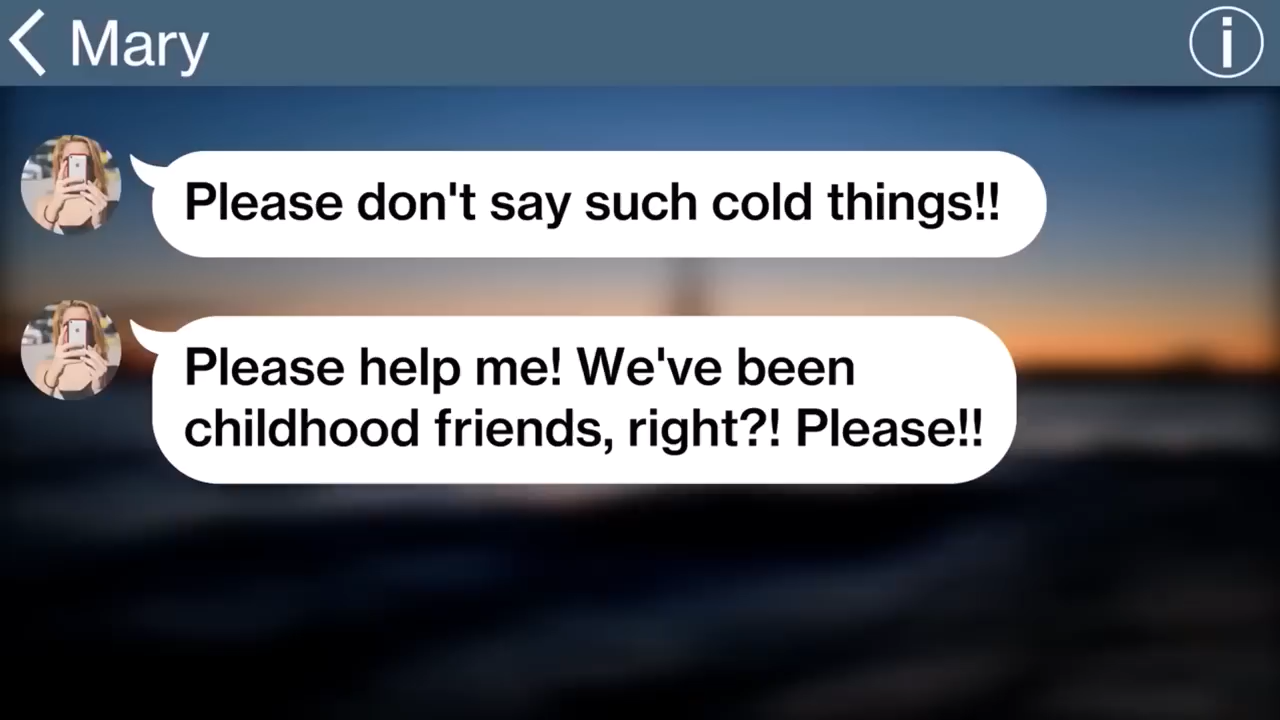 Mary
Please don't say such cold things!!
Please help me! We've been
childhood friends, right?! Please!!